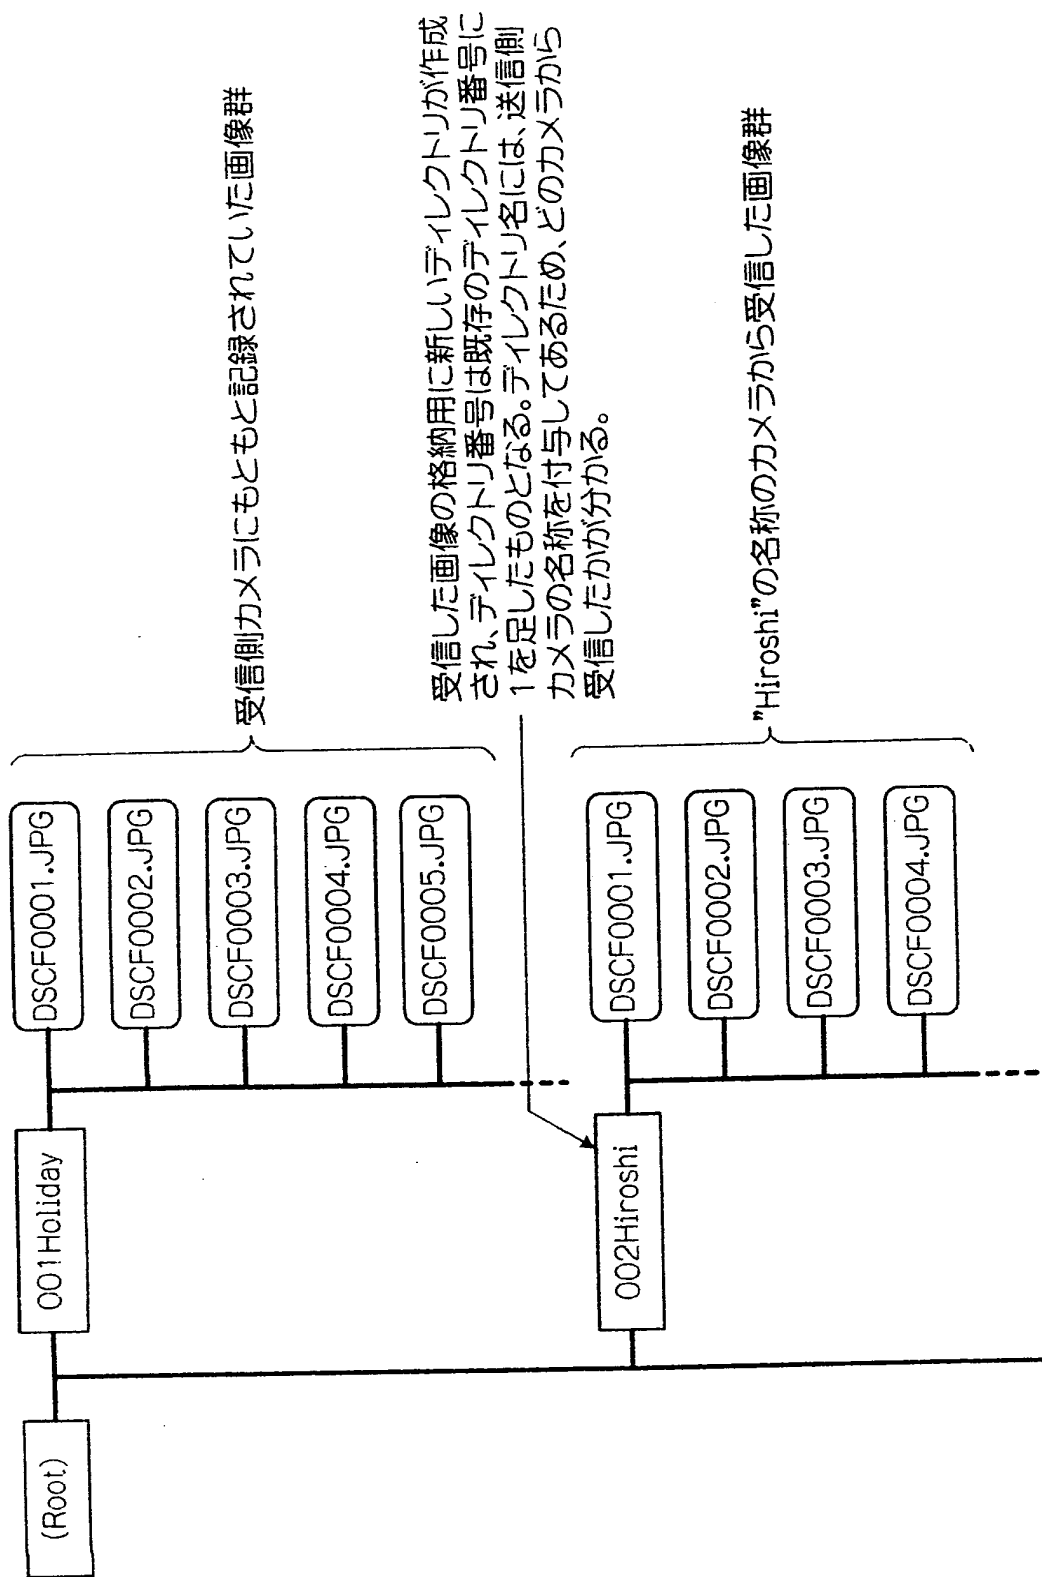 (Root)
001Holiday
DSCF0001.JPG
DSCF0002.JPG
DSCF0003.JPG
DSCF0004.JPG
DSCF0005.JPG
受信側カメラにもともと記録されていた画像群
受信した画像の格納用に新しいディレクトリが作成
され、ディレクトリ番号は既存のディレクトリ番号に
1を足したものとなる。ディレクトリ名には、送信側
カメラの名称を付与してあるため、どのカメラから
受信したかが分かる。
002Hiroshi
DSCF0001.JPG
DSCF0002.JPG
DSCF0003.JPG
DSCF0004.JPG
”Hiroshi”の名称のカメラから受信した画像群